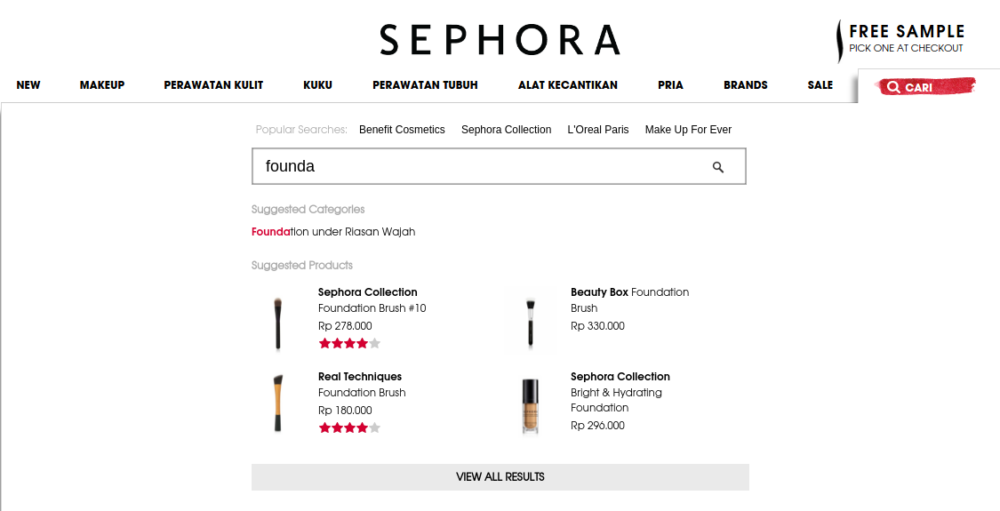 SEPHORA
FREE SAMPLE
PICK ONE AT CHECKOUT
NEW MAKEUP PERAWATAN KULIT KUKU PERAWATAN TUBUH ALAT KECANTIKAN PRIA BRANDS SALE CARI
Popular Searches: Benefit Cosmetics Sephora Collection L'Oreal Paris Make Up For Ever
founda
Suggested Categories
Foundation under Riasan Wajah
Suggested Products
Sephora Collection
Foundation Brush #10
Rp 278.000
Beauty Box Foundation
Brush
Rp 330.000
Real Techniques
Foundation Brush
Rp 180.000
Sephora Collection
Bright & Hydrating
Foundation
Rp 296.000
VIEW ALL RESULTS